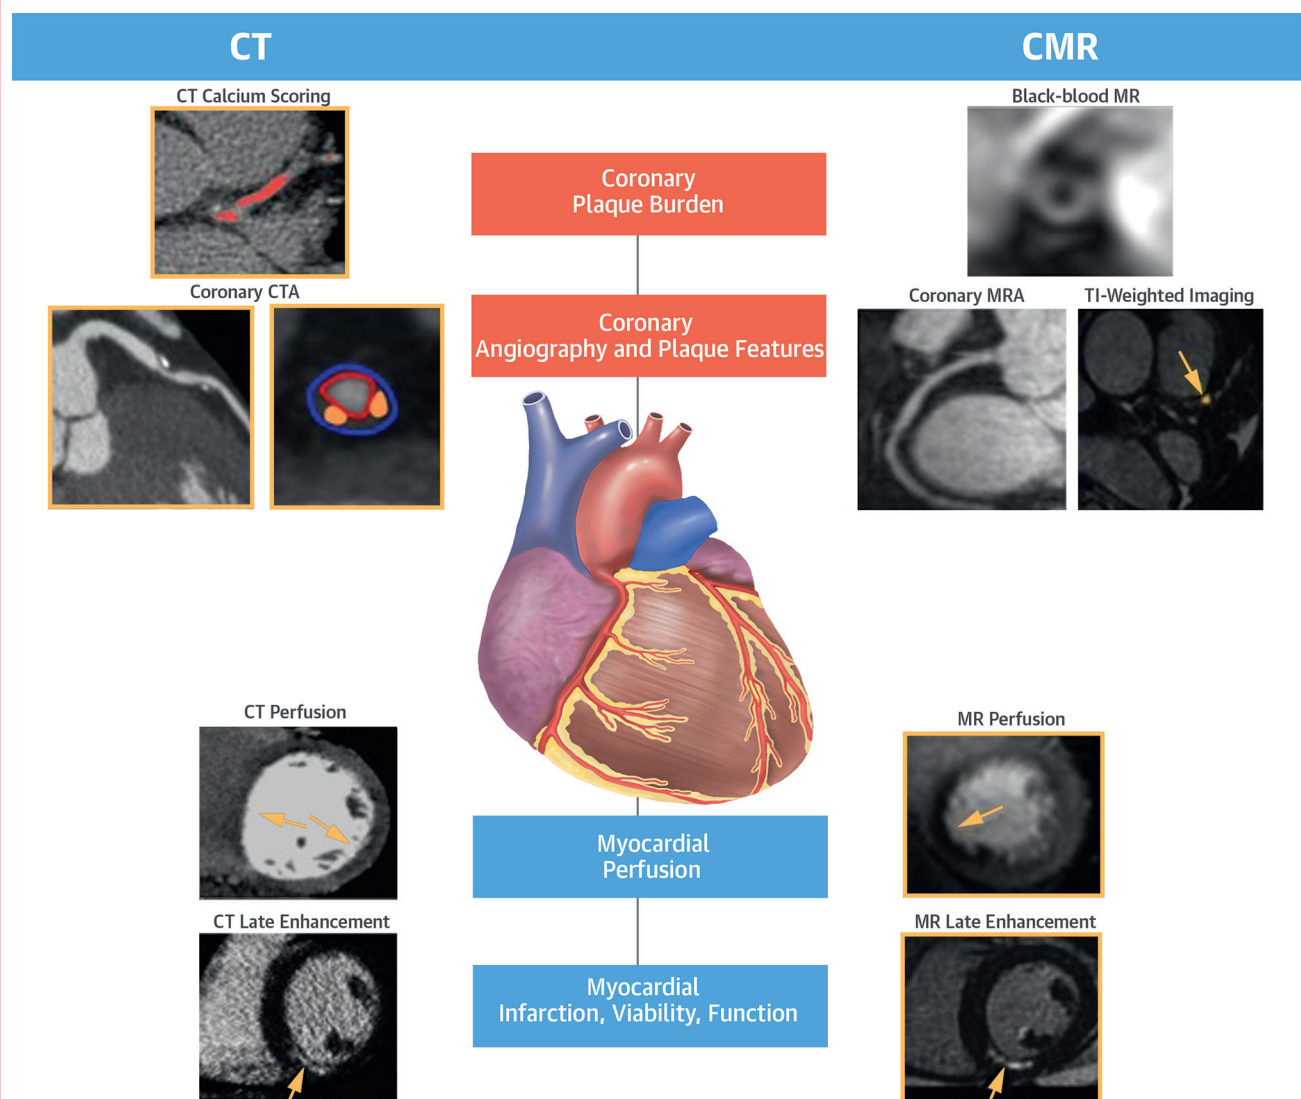 CT
CMR
CT Calcium Scoring
Black-blood MR
Coronary
Plaque Burden
Coronary CTA
Coronary MRA
TI-Weighted Imaging
Coronary
Angiography and Plaque Features
CT Perfusion
MR Perfusion
Myocardial
Perfusion
CT Late Enhancement
MR Late Enhancement
Myocardial
Infarction, Viability, Function